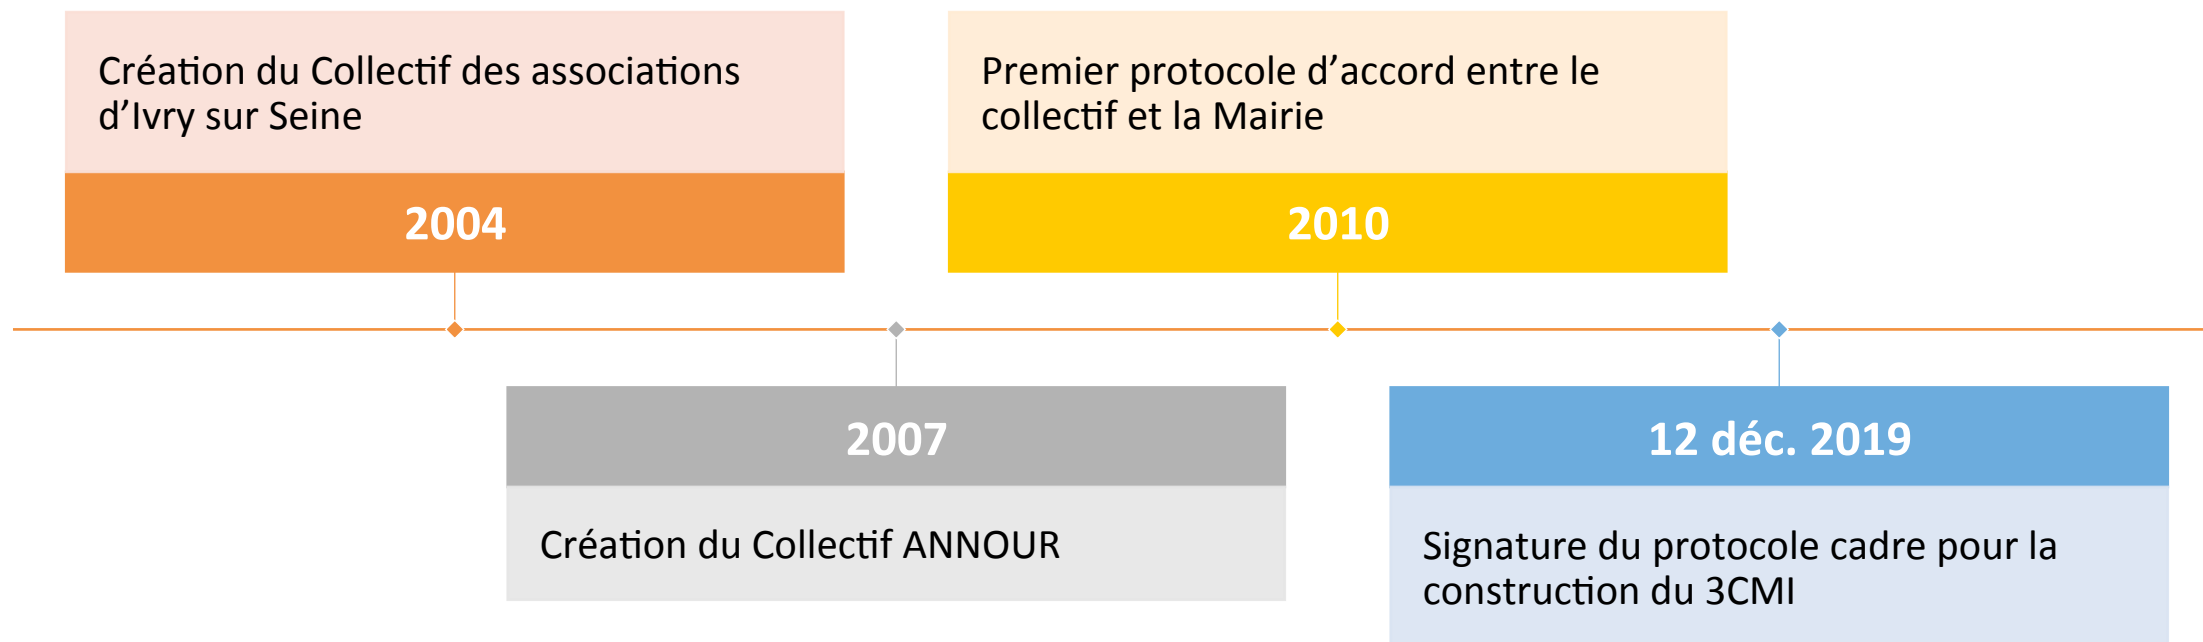 Création du Collectif des associations
d’Ivry sur Seine
2004
2007
Création du Collectif ANNOUR
Premier protocole d’accord entre le
collectif et la Mairie
2010
12 déc. 2019
Signature du protocole cadre pour la
construction du 3CMI